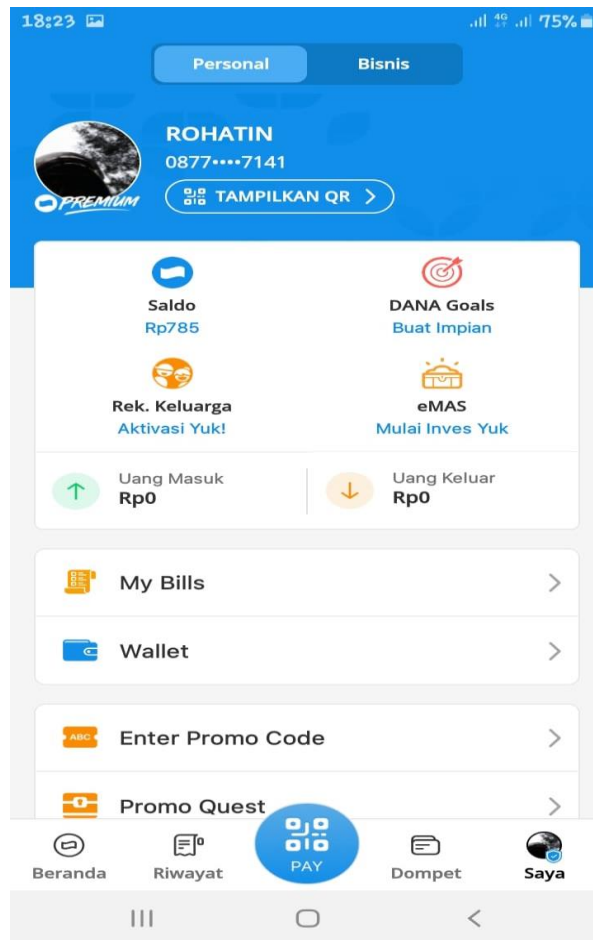 18:23
4G
75%
Personal
Bisnis
ROHATIN
0877••••7141
PREMIUM
TAMPILKAN QR >
Saldo
Rp785
DANA Goals
Buat Impian
Rek. Keluarga
Aktivasi Yuk!
eMAS
Mulai Inves Yuk
Uang Masuk
Rp0
Uang Keluar
Rp0
My Bills
Wallet
ABC
Enter Promo Code
Promo Quest
PAY
Beranda
Riwayat
Dompet
Saya